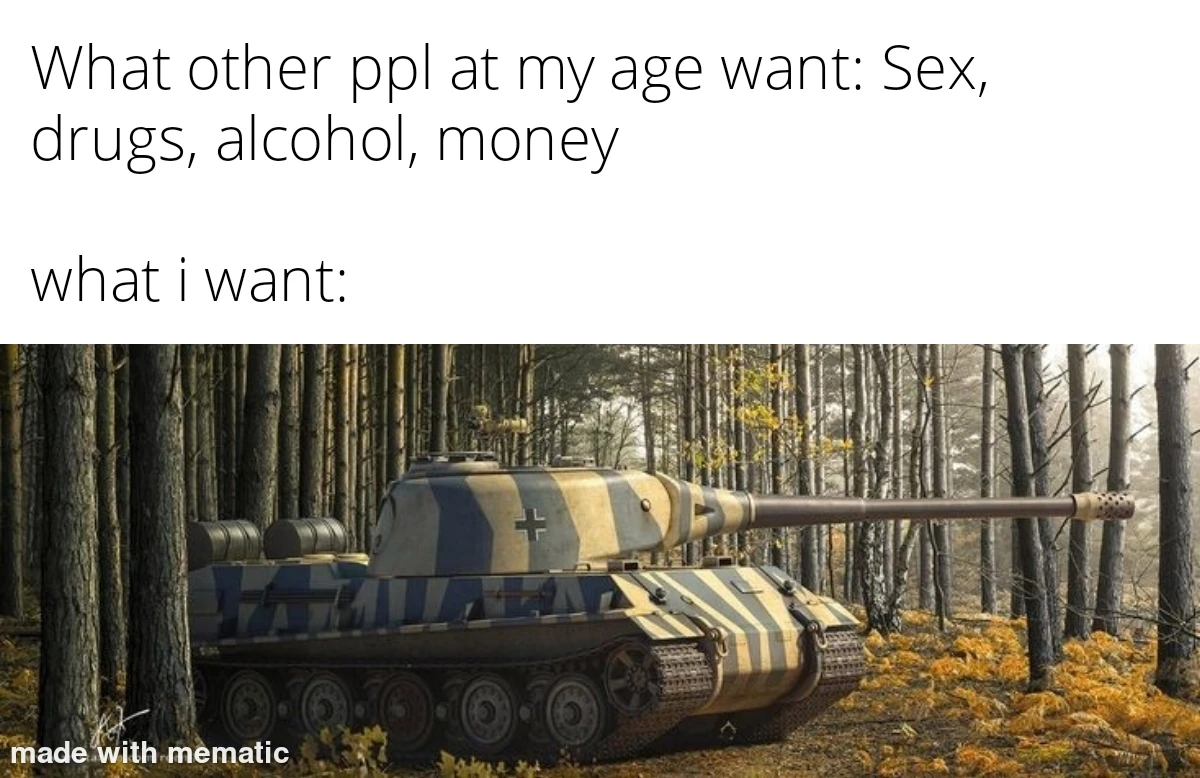 What other ppl at my age want: Sex,
drugs, alcohol, money
what i want:
made with mematic